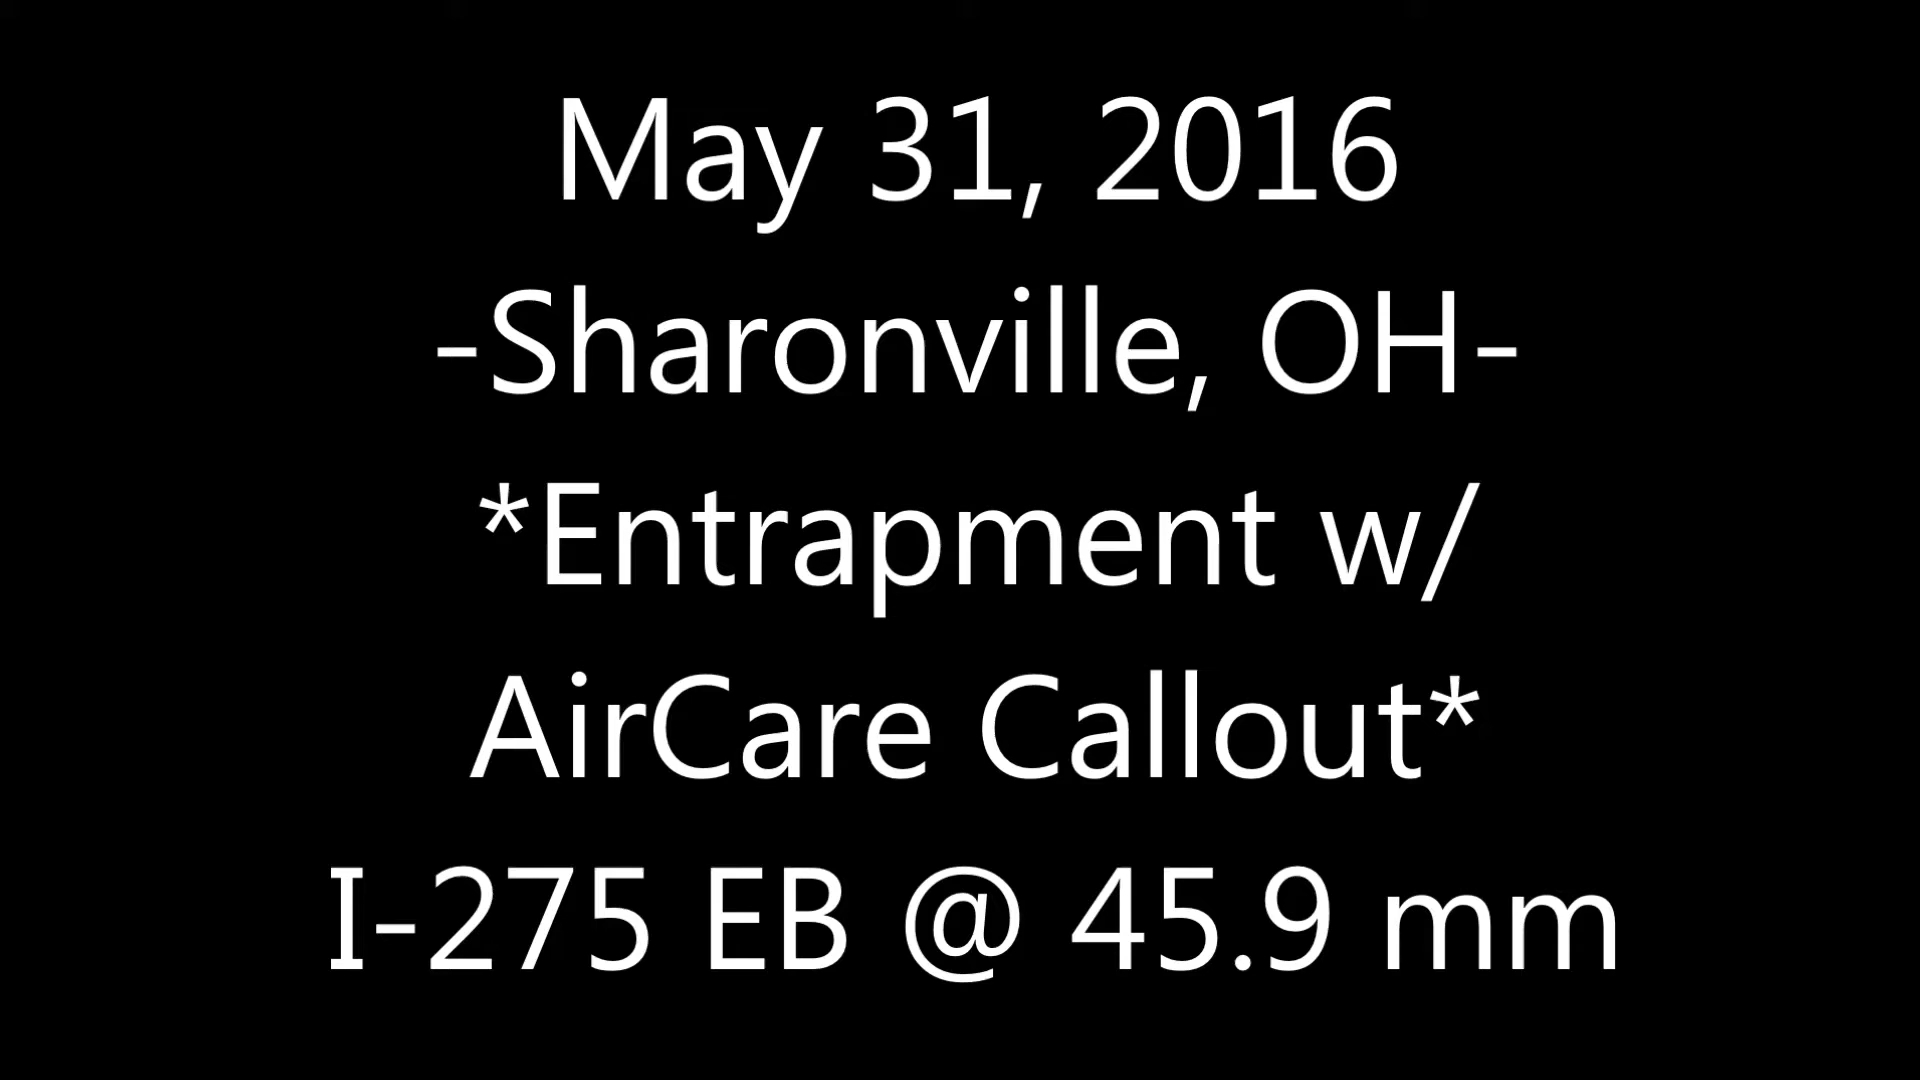 May 31, 2016
-Sharonville, OH-
*Entrapment w/
AirCare Callout*
I-275 EB @ 45.9 mm